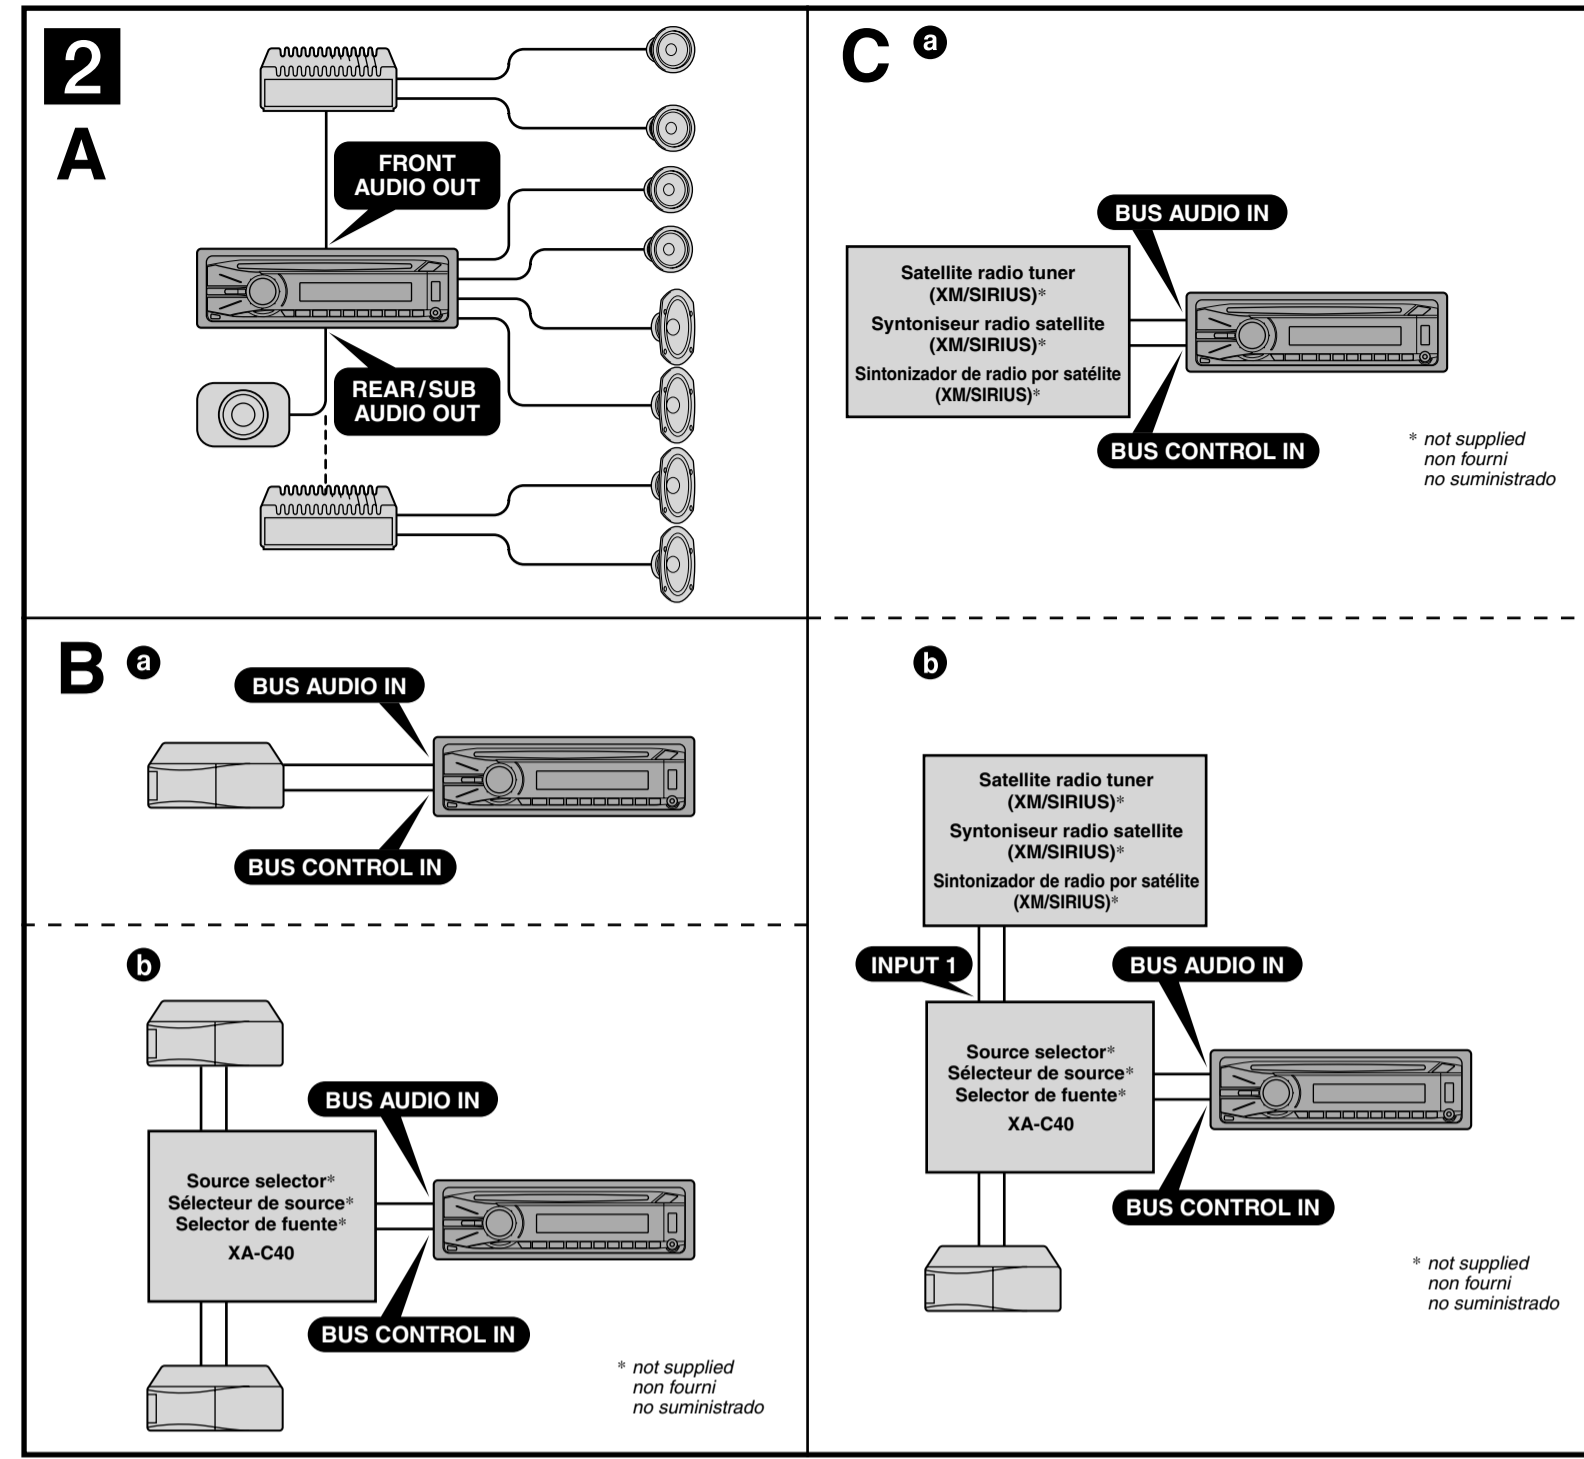 2
A
FRONT
AUDIO OUT
REAR/SUB
AUDIO OUT
B a
BUS AUDIO IN
BUS CONTROL IN
b
BUS AUDIO IN
Source selector*
Sélecteur de source*
Selector de fuente*
XA-C40
BUS CONTROL IN
* not supplied
non fourni
no suministrado
C a
BUS AUDIO IN
Satellite radio tuner
(XM/SIRIUS)*
Syntoniseur radio satellite
(XM/SIRIUS)*
Sintonizador de radio por satélite
(XM/SIRIUS)*
BUS CONTROL IN
* not supplied
non fourni
no suministrado
b
Satellite radio tuner
(XM/SIRIUS)*
Syntoniseur radio satellite
(XM/SIRIUS)*
Sintonizador de radio por satélite
(XM/SIRIUS)*
INPUT 1
BUS AUDIO IN
Source selector*
Sélecteur de source*
Selector de fuente*
XA-C40
BUS CONTROL IN
* not supplied
non fourni
no suministrado